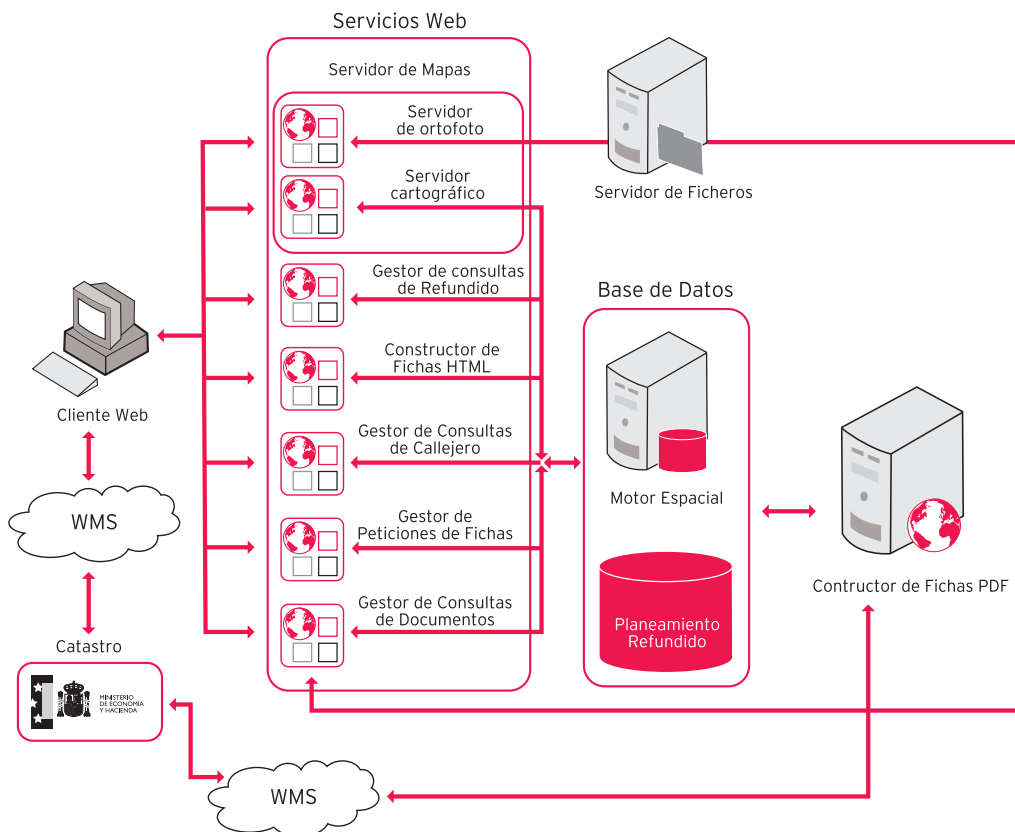 Servicios Web
Servidor de Mapas
Servidor
de ortofoto
Servidor
cartográfico
Gestor de consultas
de Refundido
Constructor de
Fichas HTML
Gestor de Consultas
de Callejero
Gestor de
Peticiones de Fichas
Gestor de Consultas
de Documentos
Servidor de Ficheros
Base de Datos
Motor Espacial
Planeamiento
Refundido
Contructor de Fichas PDF
Cliente Web
WMS
Catastro
MINISTERIO
DE ECONOMÍA
Y HACIENDA
WMS